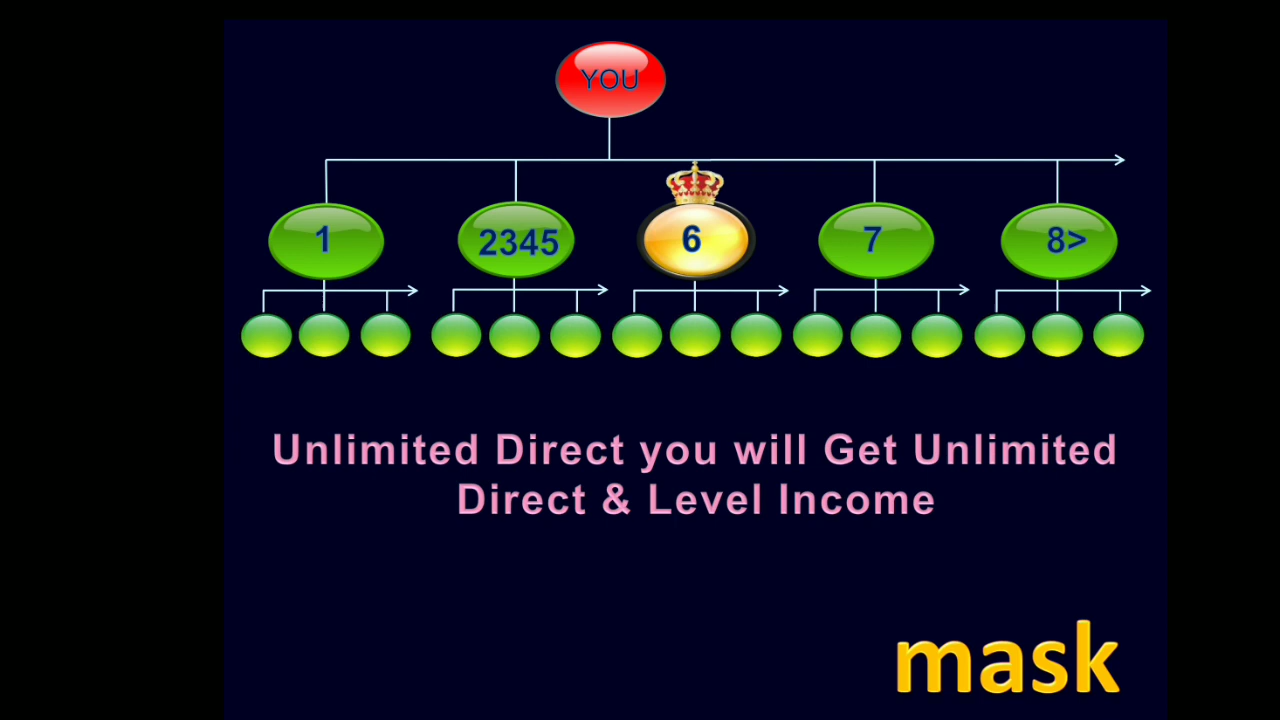 YOU
1 2345 6 7 8>
Unlimited Direct you will Get Unlimited
Direct & Level Income
mask